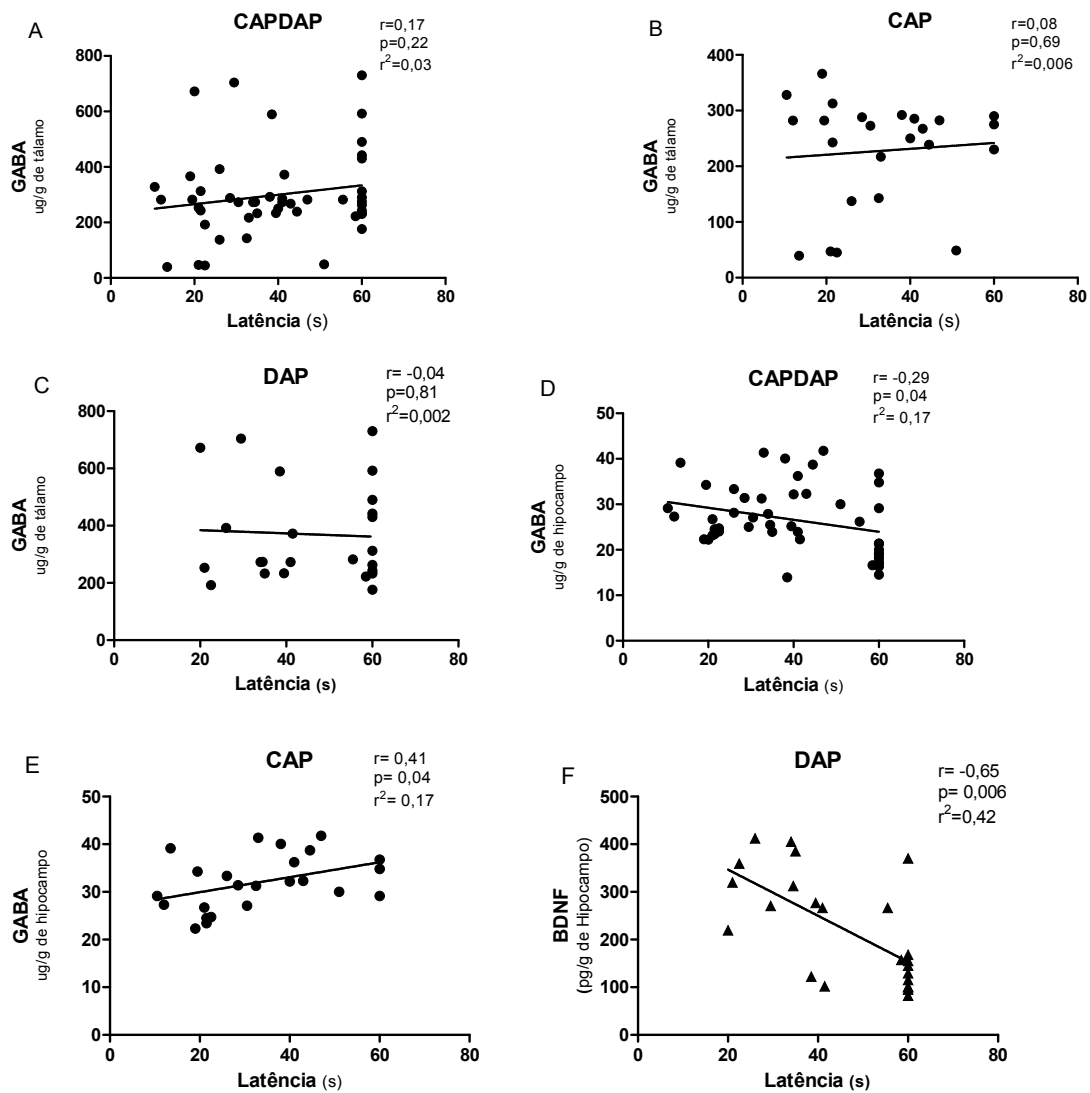 A
CAPDAP
r=0,17
p=0,22
r²=0,03
GABA
ug/g de tálamo
800
600
400
200
0
0 20 40 60 80
Latência (s)
B
CAP
r=0,08
p=0,69
r²=0,006
GABA
ug/g de tálamo
400
300
200
100
0
0 20 40 60 80
Latência (s)
C
DAP
r= -0,04
p=0,81
r²=0,002
GABA
ug/g de tálamo
800
600
400
200
0
0 20 40 60 80
Latência (s)
D
CAPDAP
r= -0,29
p= 0,04
r²= 0,17
GABA
ug/g de hipocampo
50
40
30
20
10
0
0 20 40 60 80
Latência (s)
E
CAP
r= 0,41
p= 0,04
r²= 0,17
GABA
ug/g de hipocampo
50
40
30
20
10
0
0 20 40 60 80
Latência (s)
F
DAP
r= -0,65
p= 0,006
r²=0,42
BDNF
(pg/g de Hipocampo)
500
400
300
200
100
0
0 20 40 60 80
Latência (s)